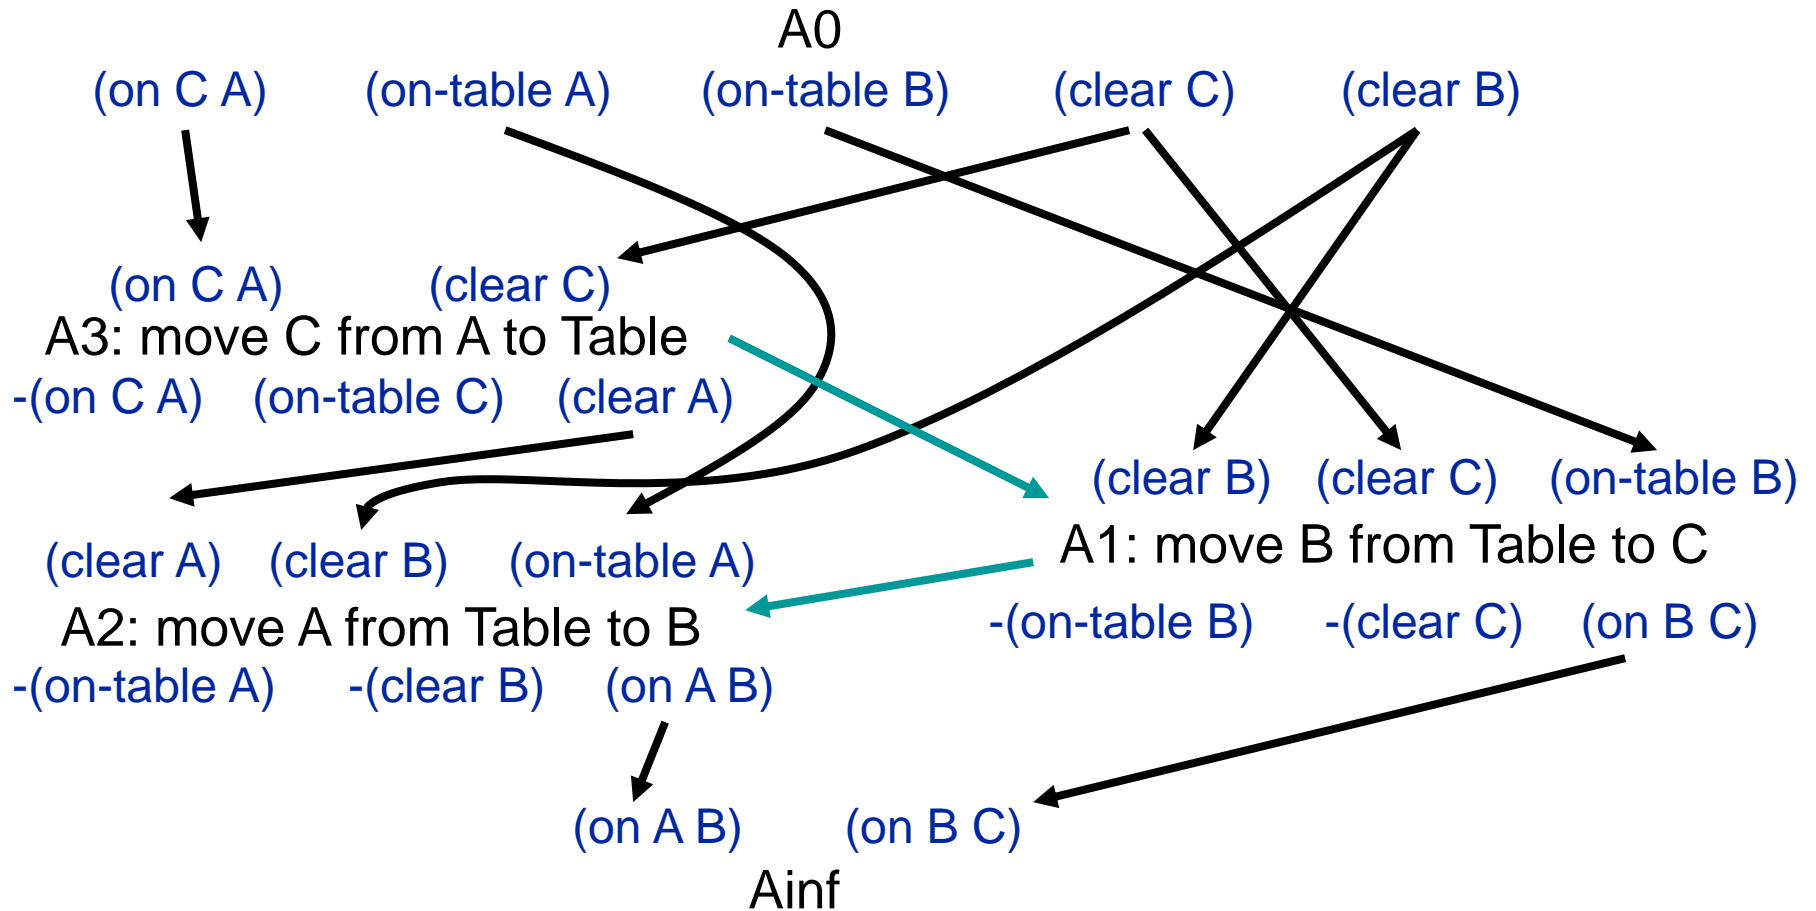 A0
(on C A) (on-table A) (on-table B) (clear C) (clear B)
(on C A) (clear C)
A3: move C from A to Table
-(on C A) (on-table C) (clear A)
(clear B) (clear C) (on-table B)
A1: move B from Table to C
-(on-table B) -(clear C) (on B C)
(clear A) (clear B) (on-table A)
A2: move A from Table to B
-(on-table A) -(clear B) (on A B)
(on A B) (on B C)
Ainf